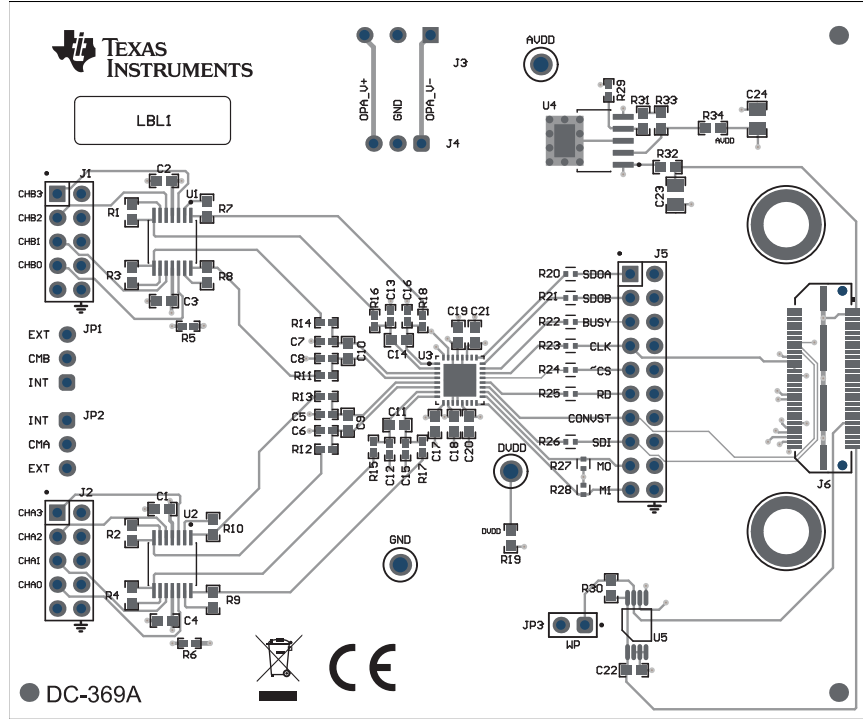 TEXAS
INSTRUMENTS
LBL1
J3
J4
OPA_V+
GND
OPA_V-
AVDD
R29
U4
R31
R33
R34
AVDD
C24
R32
C23
J1
C2
U1
CHB3
CHB2
CHB1
CHB0
R1
R7
R3
R8
C3
R5
EXT
JP1
CMB
INT
INT
JP2
CMA
EXT
R14
C7
C8
R11
C10
R13
C5
C6
R12
C9
R16
C13
C16
R18
C14
U3
C19
C21
C11
R15
C12
C15
R17
C17
C18
C20
J5
R20
SDOA
R21
SDOB
R22
BUSY
R23
CLK
R24
~CS
R25
RD
CONVST
R26
SDI
R27
M0
R28
M1
J6
DVDD
DVDD
R19
GND
J2
C1
U2
CHA3
CHA2
CHA1
CHA0
R2
R10
R4
R9
C4
R6
R30
JP3
WP
U5
C22
CE
DC-369A